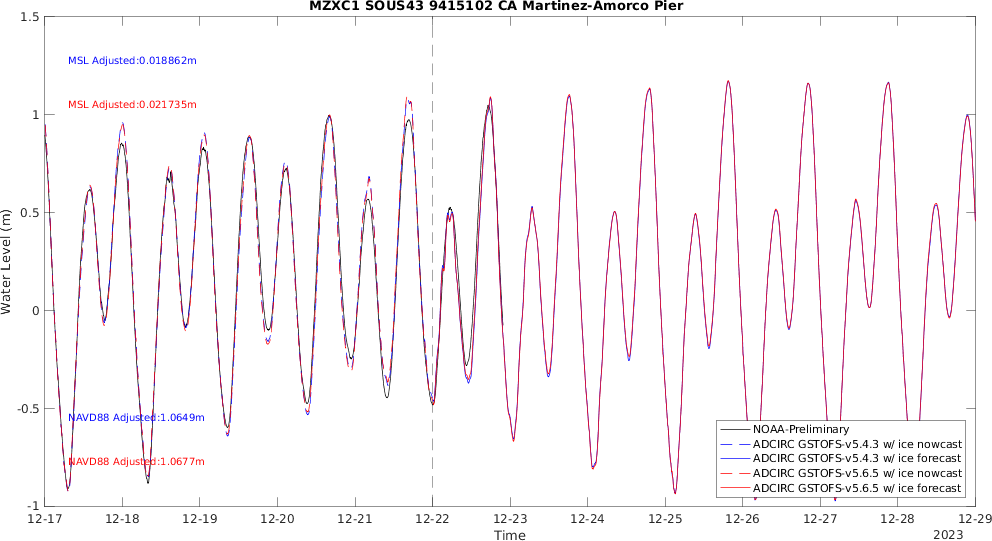 MZXC1 SOUS43 9415102 CA Martinez-Amorco Pier
1.5
1
0.5
0
-0.5
-1
Water Level (m)
MSL Adjusted:0.018862m
MSL Adjusted:0.021735m
NAVD88 Adjusted:1.0649m
NAVD88 Adjusted:1.0677m
NOAA-Preliminary
ADCIRC GSTOFS-v5.4.3 w/ ice nowcast
ADCIRC GSTOFS-v5.4.3 w/ ice forecast
ADCIRC GSTOFS-v5.6.5 w/ ice nowcast
ADCIRC GSTOFS-v5.6.5 w/ ice forecast
12-17 12-18 12-19 12-20 12-21 12-22 12-23 12-24 12-25 12-26 12-27 12-28 12-29
Time
2023